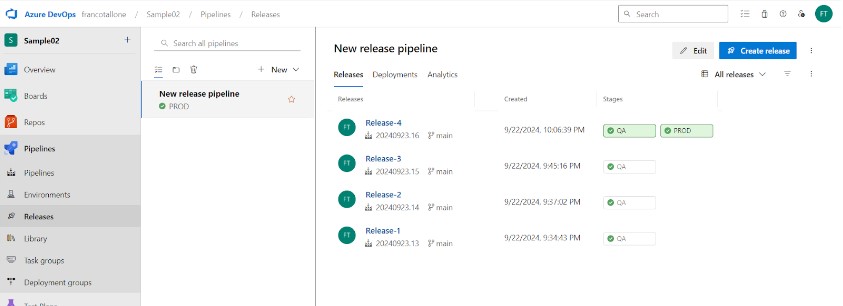 Azure DevOps francotallone / Sample02 / Pipelines / Releases
Search
FT
S Sample02 +
Overview
Boards
Repos
Pipelines
Pipelines
Environments
Releases
Library
Task groups
Deployment groups
Test Plans
Search all pipelines
+ New
New release pipeline
PROD
New release pipeline
Edit
Create release
Releases Deployments Analytics
All releases
Releases Created Stages
FT Release-4
20240923.16 main
9/22/2024, 10:06:39 PM
QA PROD
FT Release-3
20240923.15 main
9/22/2024, 9:45:16 PM
QA
FT Release-2
20240923.14 main
9/22/2024, 9:37:02 PM
QA
FT Release-1
20240923.13 main
9/22/2024, 9:34:43 PM
QA